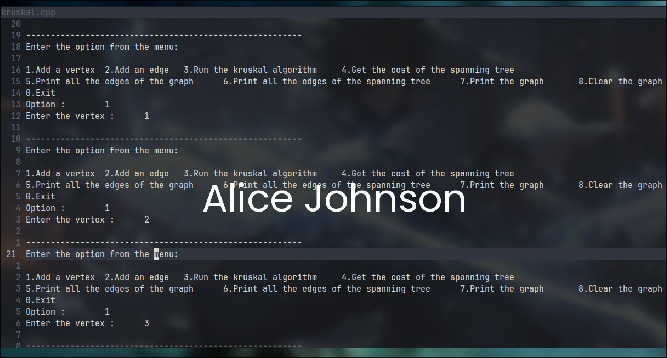 kruskal.cpp
20
19 --------------------------------------------------------
18 Enter the option from the menu:
17
16 1.Add a vertex 2.Add an edge 3.Run the kruskal algorithm 4.Get the cost of the spanning tree
15 5.Print all the edges of the graph 6.Print all the edges of the spanning tree 7.Print the graph 8.Clear the graph
14 0.Exit
13 Option : 1
12 Enter the vertex : 1
11
10 --------------------------------------------------------
9 Enter the option from the menu:
8
7 1.Add a vertex 2.Add an edge 3.Run the kruskal algorithm 4.Get the cost of the spanning tree
6 5.Print all the edges of the graph 6.Print all the edges of the spanning tree 7.Print the graph 8.Clear the graph
5 0.Exit
Alice Johnson
4 Option : 1
3 Enter the vertex : 2
2
1 --------------------------------------------------------
21 Enter the option from the menu:
1
2 1.Add a vertex 2.Add an edge 3.Run the kruskal algorithm 4.Get the cost of the spanning tree
3 5.Print all the edges of the graph 6.Print all the edges of the spanning tree 7.Print the graph 8.Clear the graph
4 0.Exit
5 Option : 1
6 Enter the vertex : 3
7
8 --------------------------------------------------------